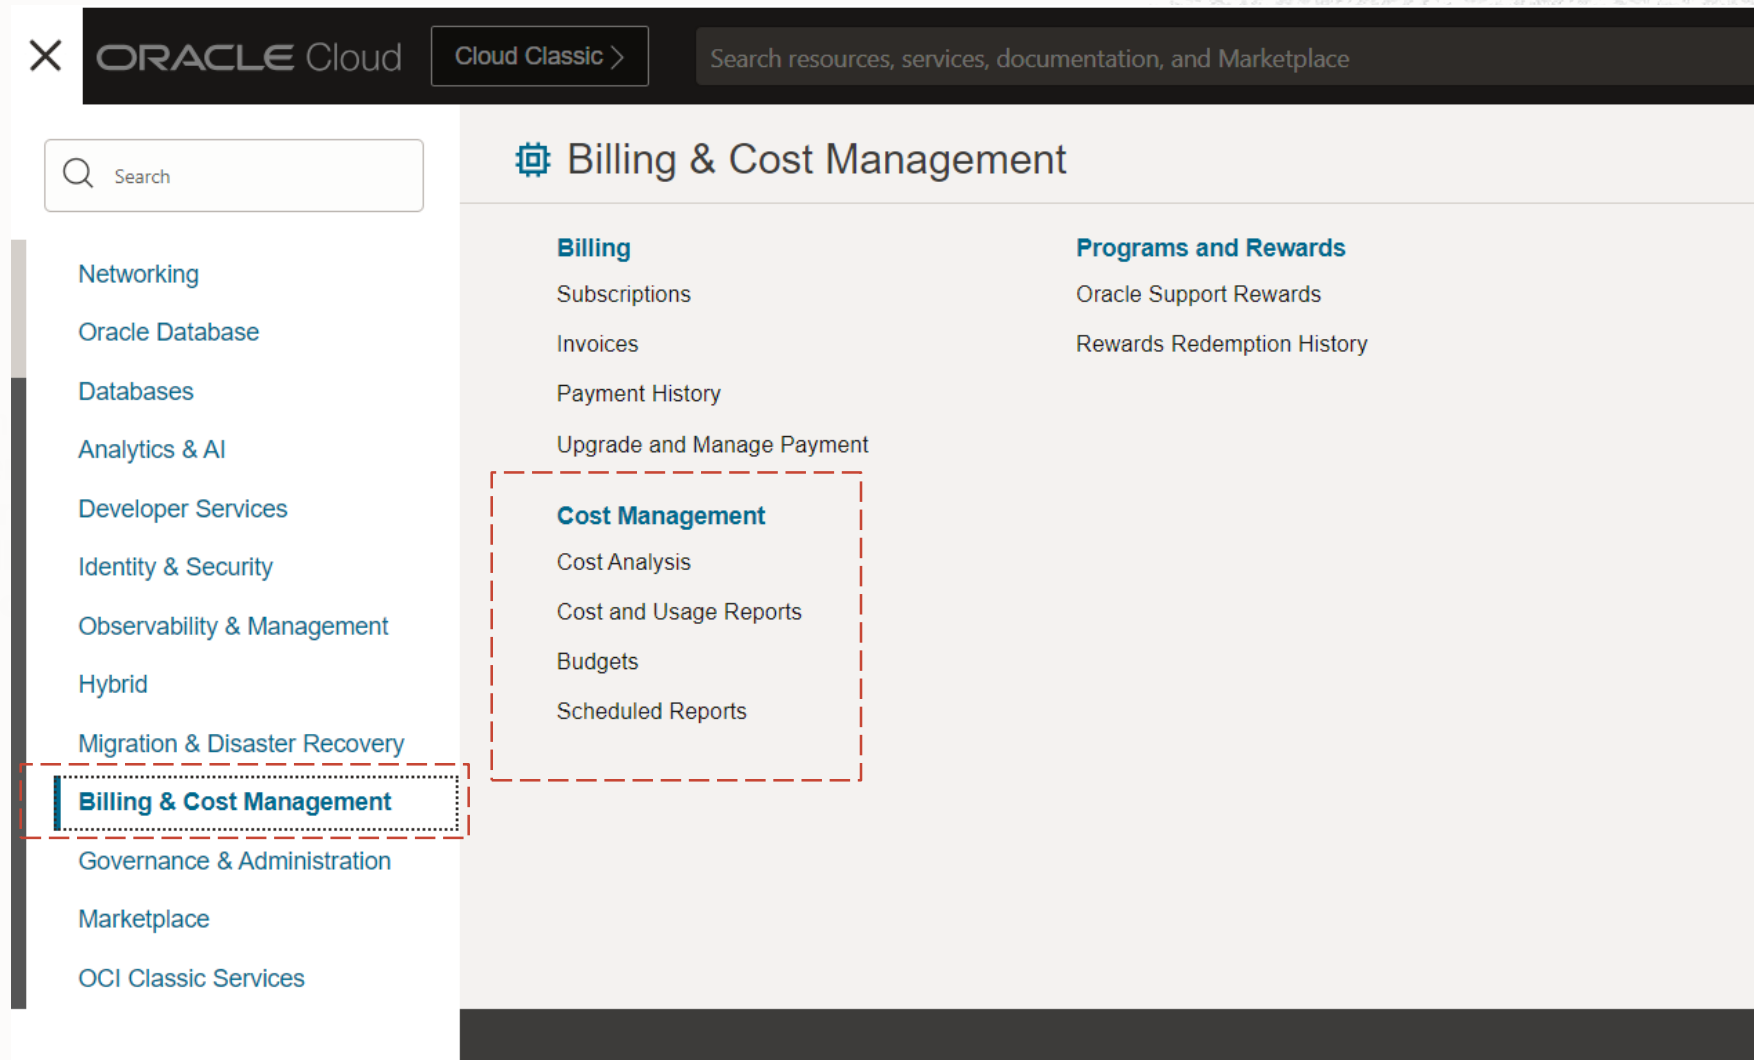 ORACLE Cloud
Cloud Classic >
Search resources, services, documentation, and Marketplace
Search
Networking
Oracle Database
Databases
Analytics & AI
Developer Services
Identity & Security
Observability & Management
Hybrid
Migration & Disaster Recovery
Billing & Cost Management
Governance & Administration
Marketplace
OCI Classic Services
Billing & Cost Management
Billing
Subscriptions
Invoices
Payment History
Upgrade and Manage Payment
Cost Management
Cost Analysis
Cost and Usage Reports
Budgets
Scheduled Reports
Programs and Rewards
Oracle Support Rewards
Rewards Redemption History